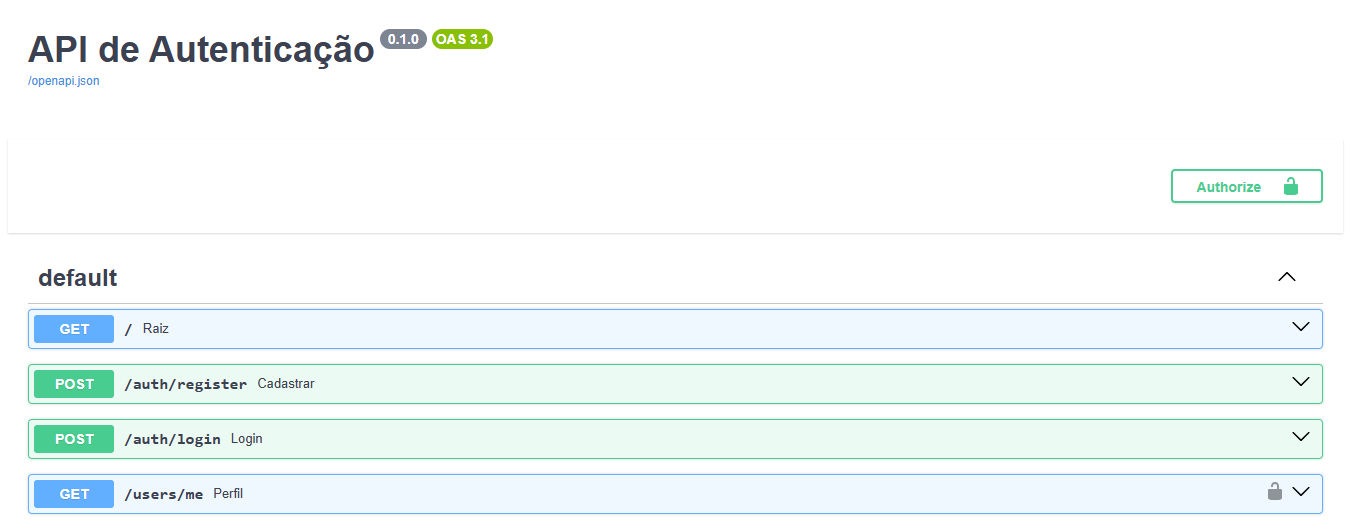 API de Autenticação 0.1.0 OAS 3.1
/openapi.json
Authorize
default
GET / Raiz
POST /auth/register Cadastrar
POST /auth/login Login
GET /users/me Perfil